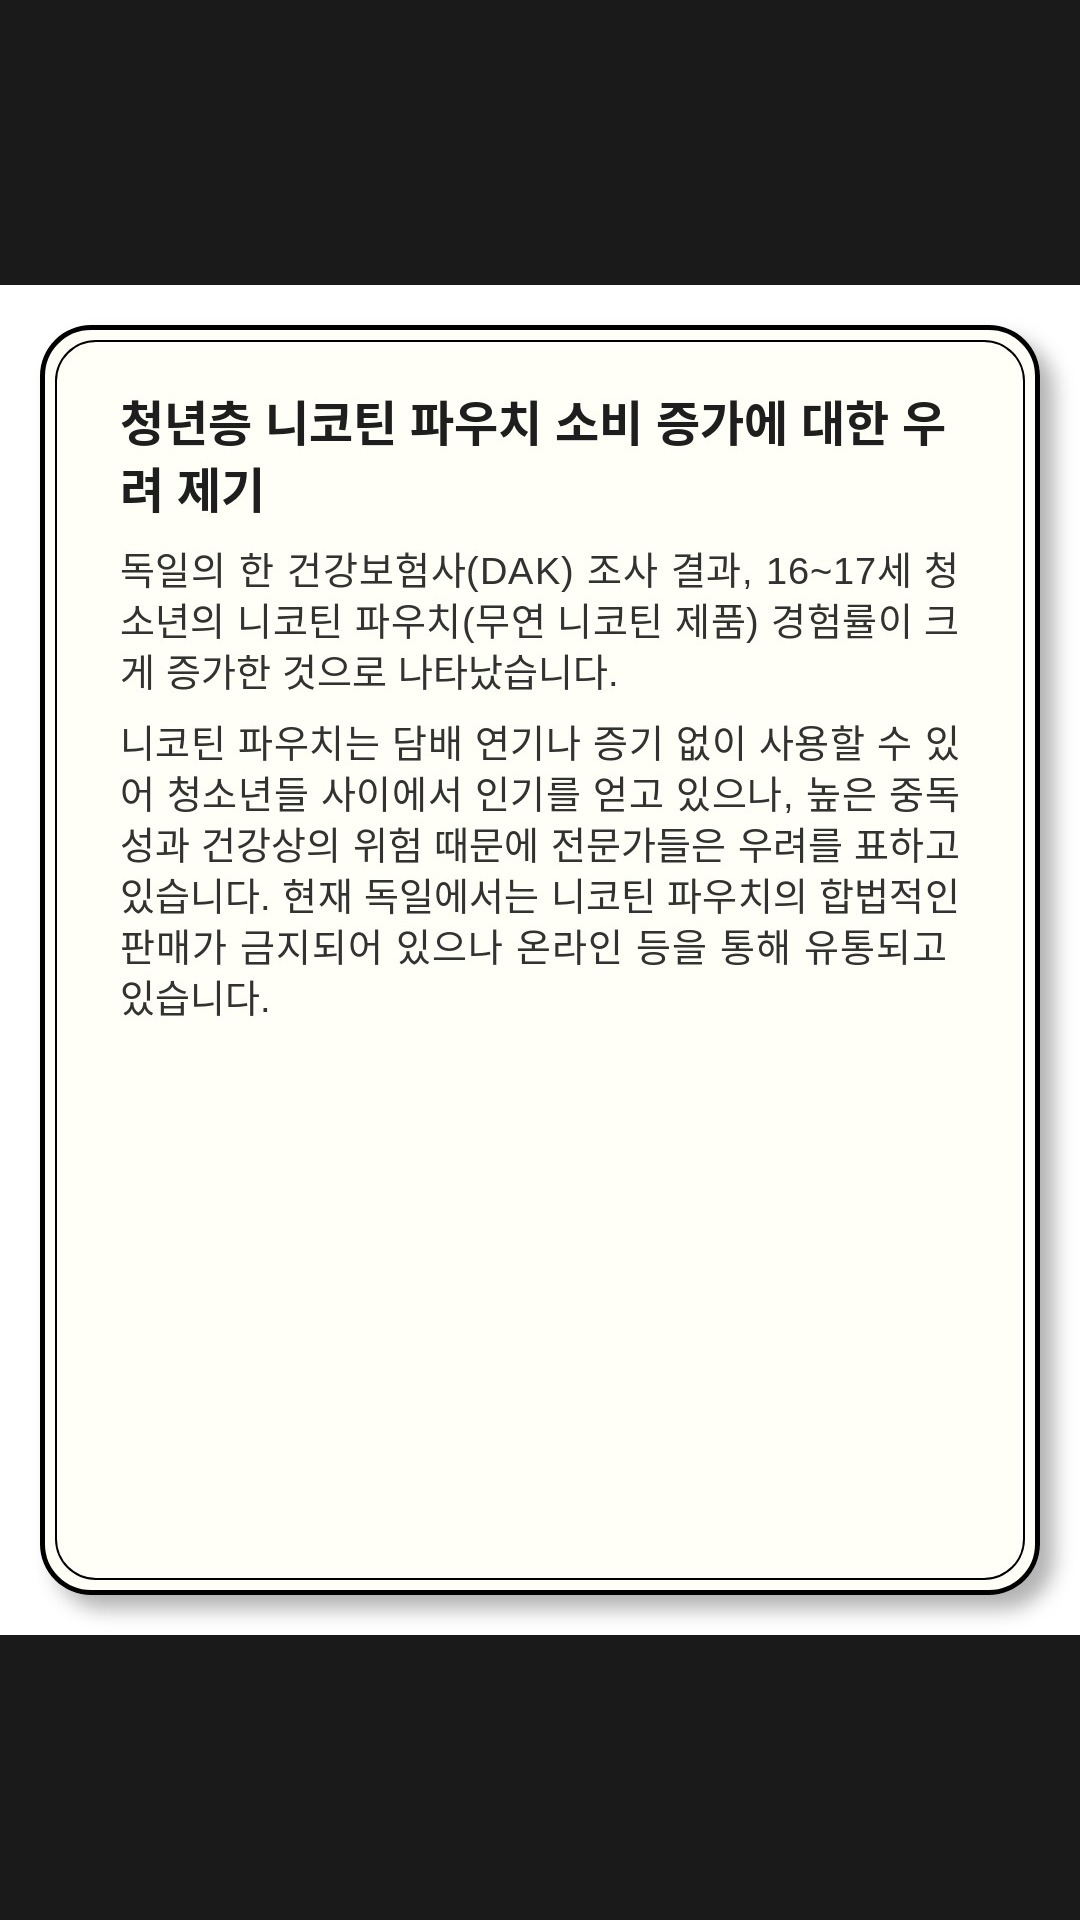 청년층 니코틴 파우치 소비 증가에 대한 우
려 제기
독일의 한 건강보험사(DAK) 조사 결과, 16~17세 청
소년의 니코틴 파우치(무연 니코틴 제품) 경험률이 크
게 증가한 것으로 나타났습니다.
니코틴 파우치는 담배 연기나 증기 없이 사용할 수 있
어 청소년들 사이에서 인기를 얻고 있으나, 높은 중독
성과 건강상의 위험 때문에 전문가들은 우려를 표하고
있습니다. 현재 독일에서는 니코틴 파우치의 합법적인
판매가 금지되어 있으나 온라인 등을 통해 유통되고
있습니다.